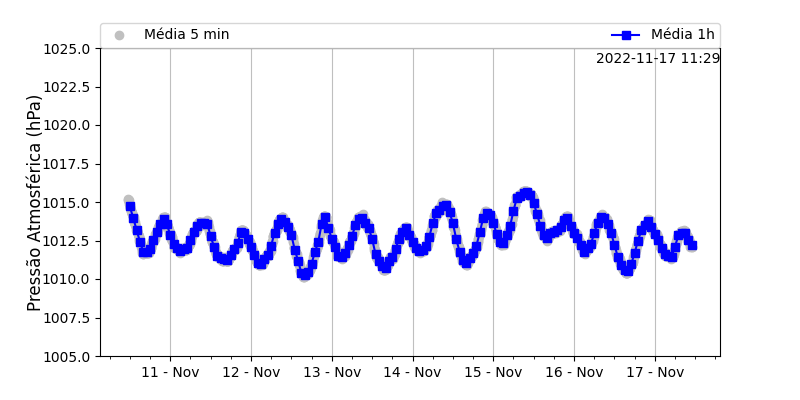 Média 5 min
Média 1h
2022-11-17 11:29
Pressão Atmosférica (hPa)
1025.0
1022.5
1020.0
1017.5
1015.0
1012.5
1010.0
1007.5
1005.0
11 - Nov
12 - Nov
13 - Nov
14 - Nov
15 - Nov
16 - Nov
17 - Nov